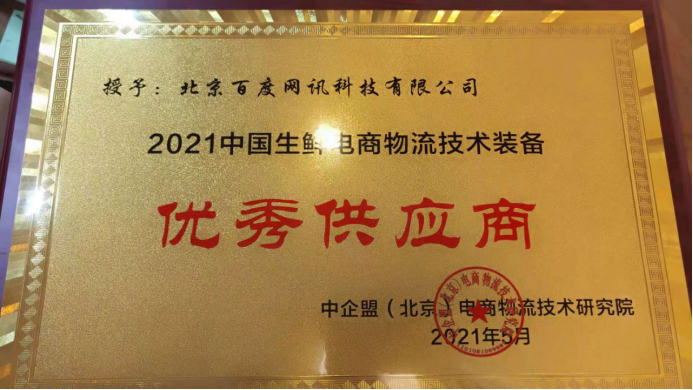 授予：北京百度网讯科技有限公司
2021中国生鲜电商物流技术装备
优秀供应商
中企盟（北京）电商物流技术研究院
2021年5月